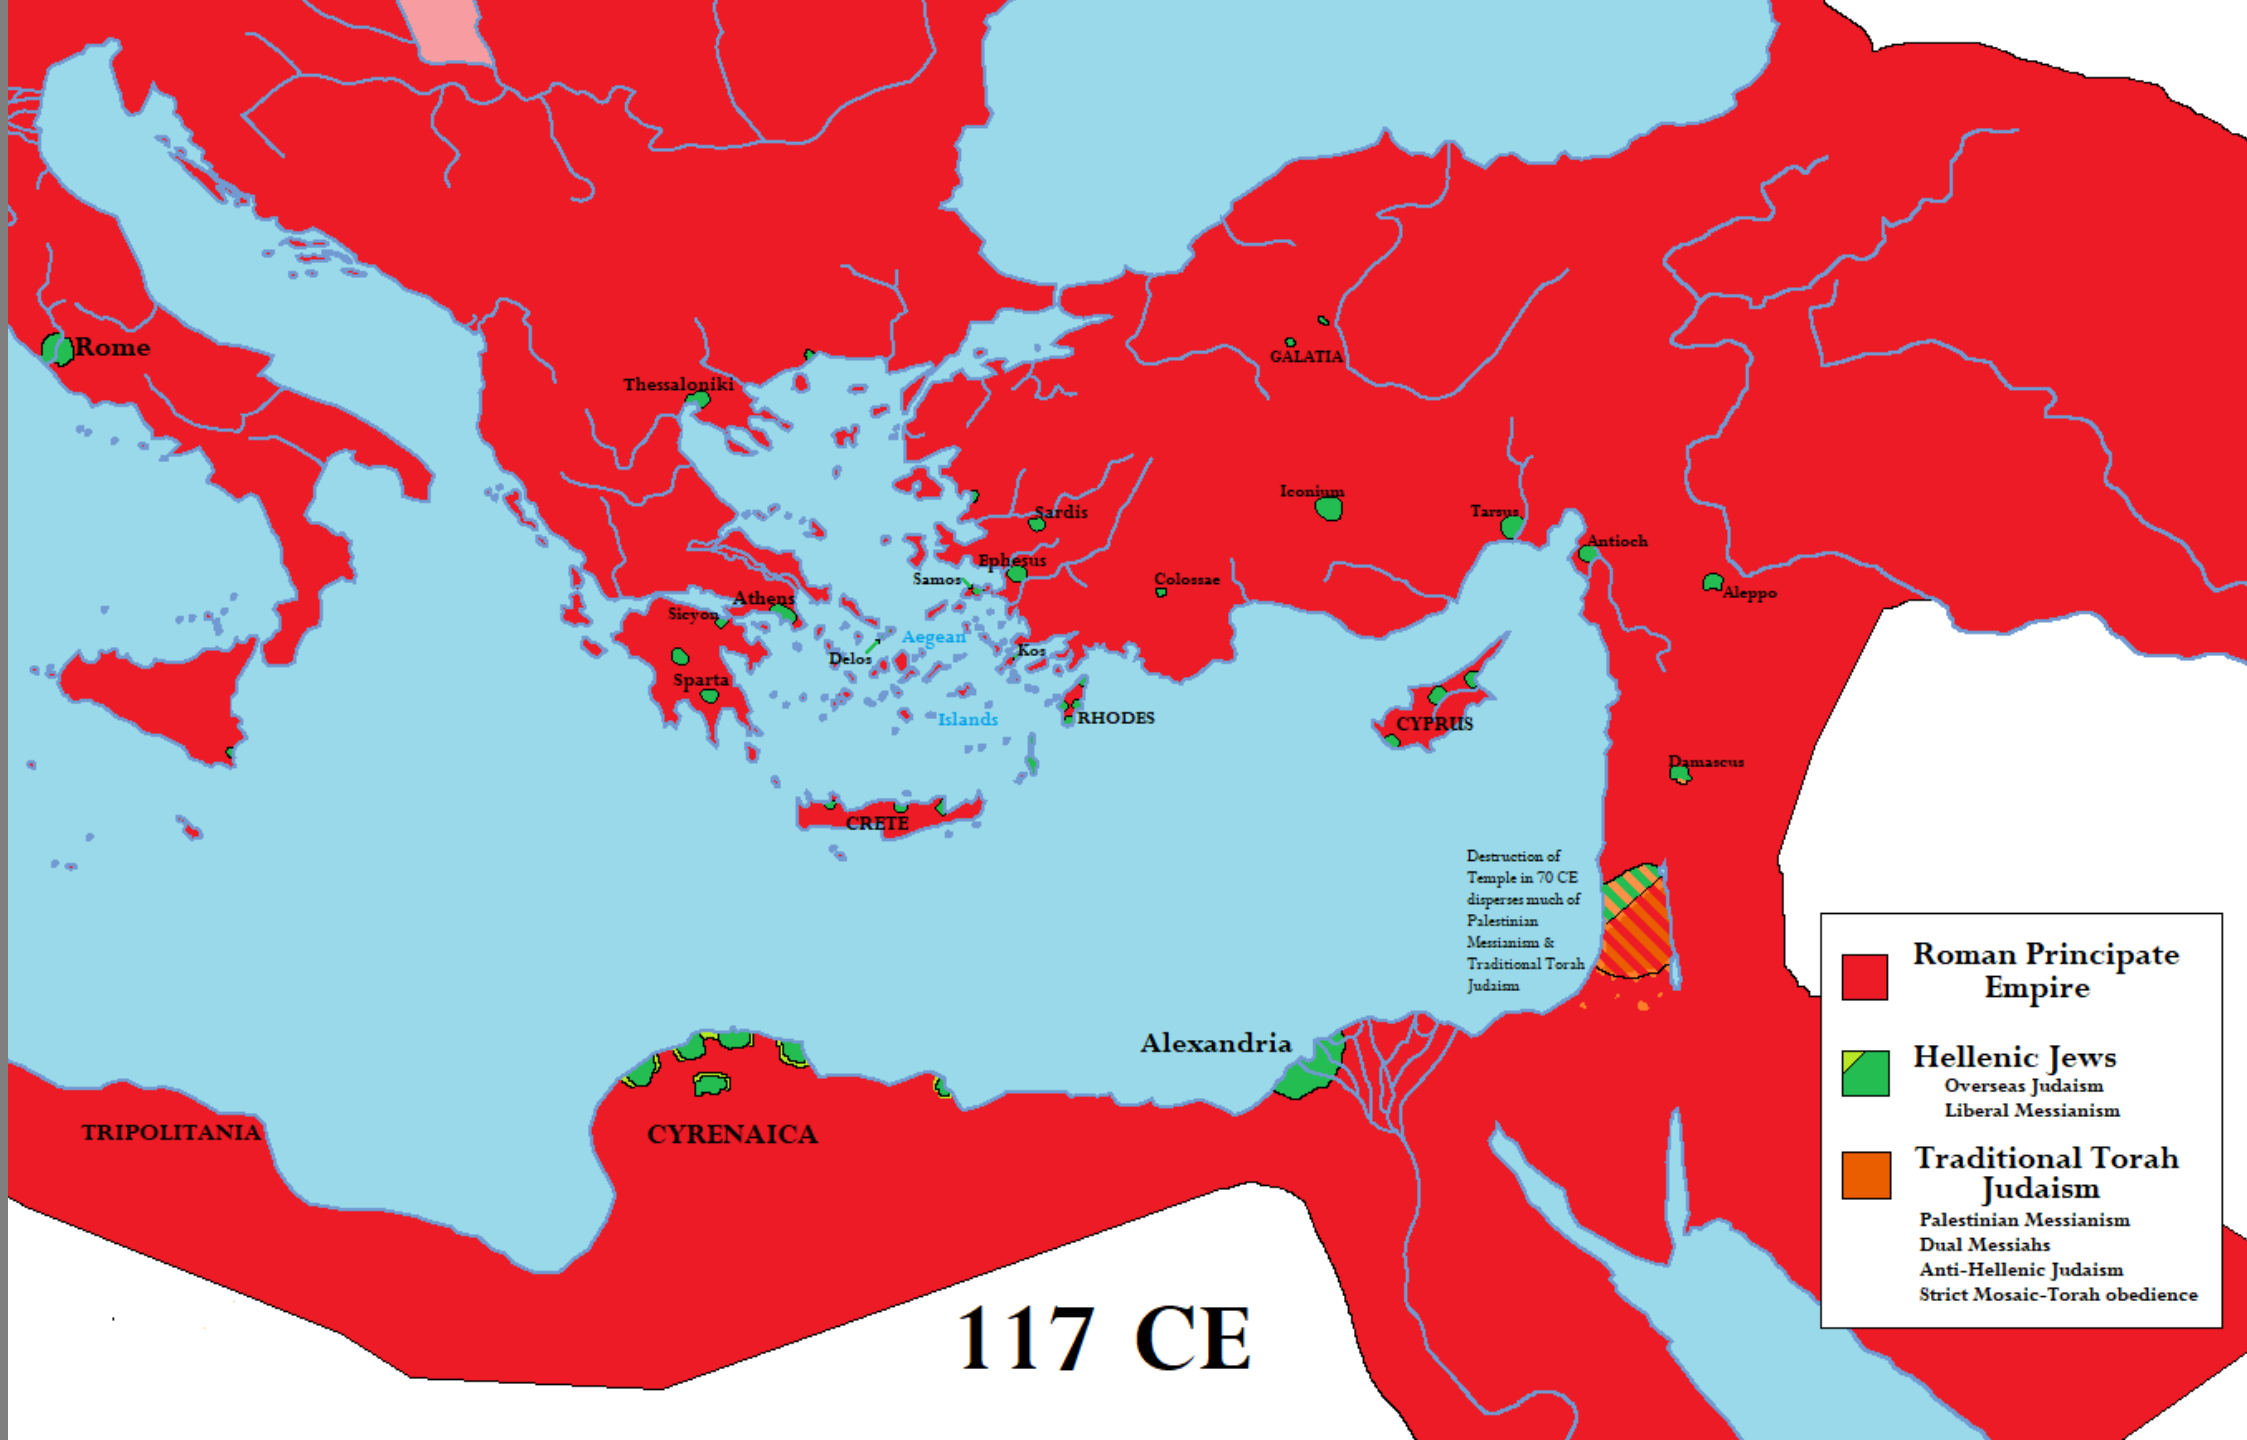 Rome
Thessaloniki
GALATIA
Iconium
Sardis
Tarsus
Antioch
Ephesus
Samos
Colossae
Aleppo
Athens
Sicyon
Aegean
Delos
Kos
Sparta
Islands
RHODES
CYPRUS
Damascus
CRETE
Destruction of
Temple in 70 CE
disperses much of
Palestinian
Messianism &
Traditional Torah
Judaism
Alexandria
TRIPOLITANIA
CYRENAICA
117 CE
Roman Principate
Empire
Hellenic Jews
Overseas Judaism
Liberal Messianism
Traditional Torah
Judaism
Palestinian Messianism
Dual Messiahs
Anti-Hellenic Judaism
Strict Mosaic-Torah obedience